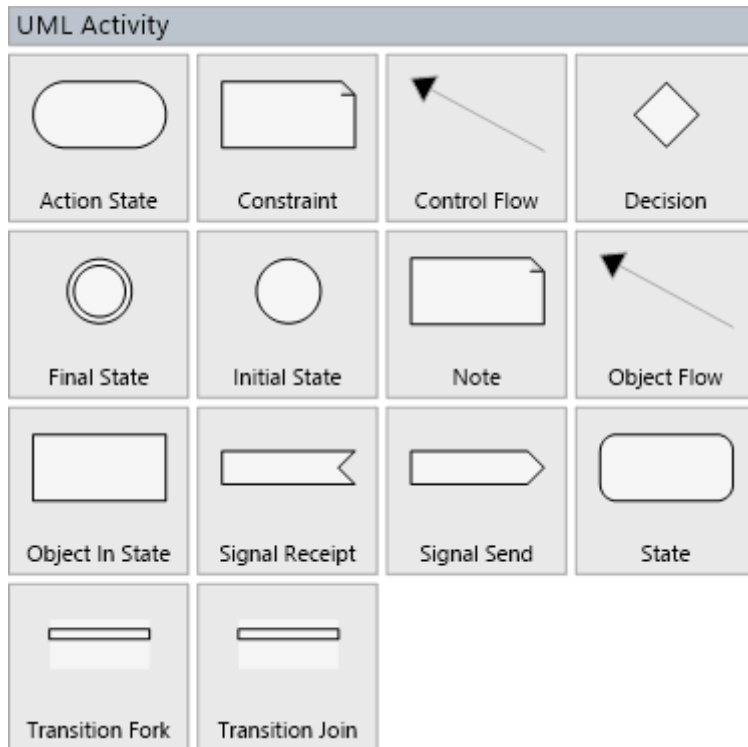 UML Activity
Action State
Constraint
Control Flow
Decision
Final State
Initial State
Note
Object Flow
Object In State
Signal Receipt
Signal Send
State
Transition Fork
Transition Join